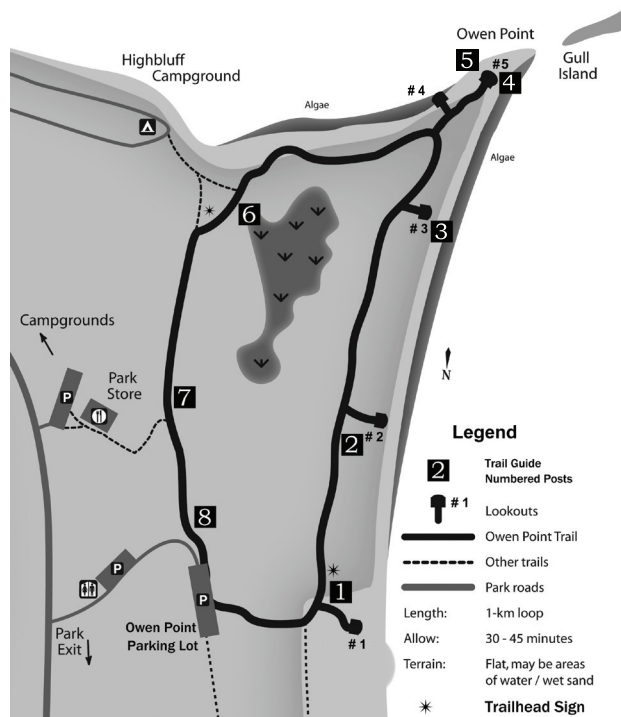 Owen Point
Gull
Island
Highbluff
Campground
5
#5
4
# 4
Algae
Algae
6
# 3
3
Campgrounds
N
Park
Store
P
7
2
# 2
8
P
P
1
# 1
Park
Exit
Owen Point
Parking Lot
Legend
2
Trail Guide
Numbered Posts
# 1
Lookouts
Owen Point Trail
Other trails
Park roads
Length:
1-km loop
Allow:
30 - 45 minutes
Terrain:
Flat, may be areas
of water / wet sand
Trailhead Sign